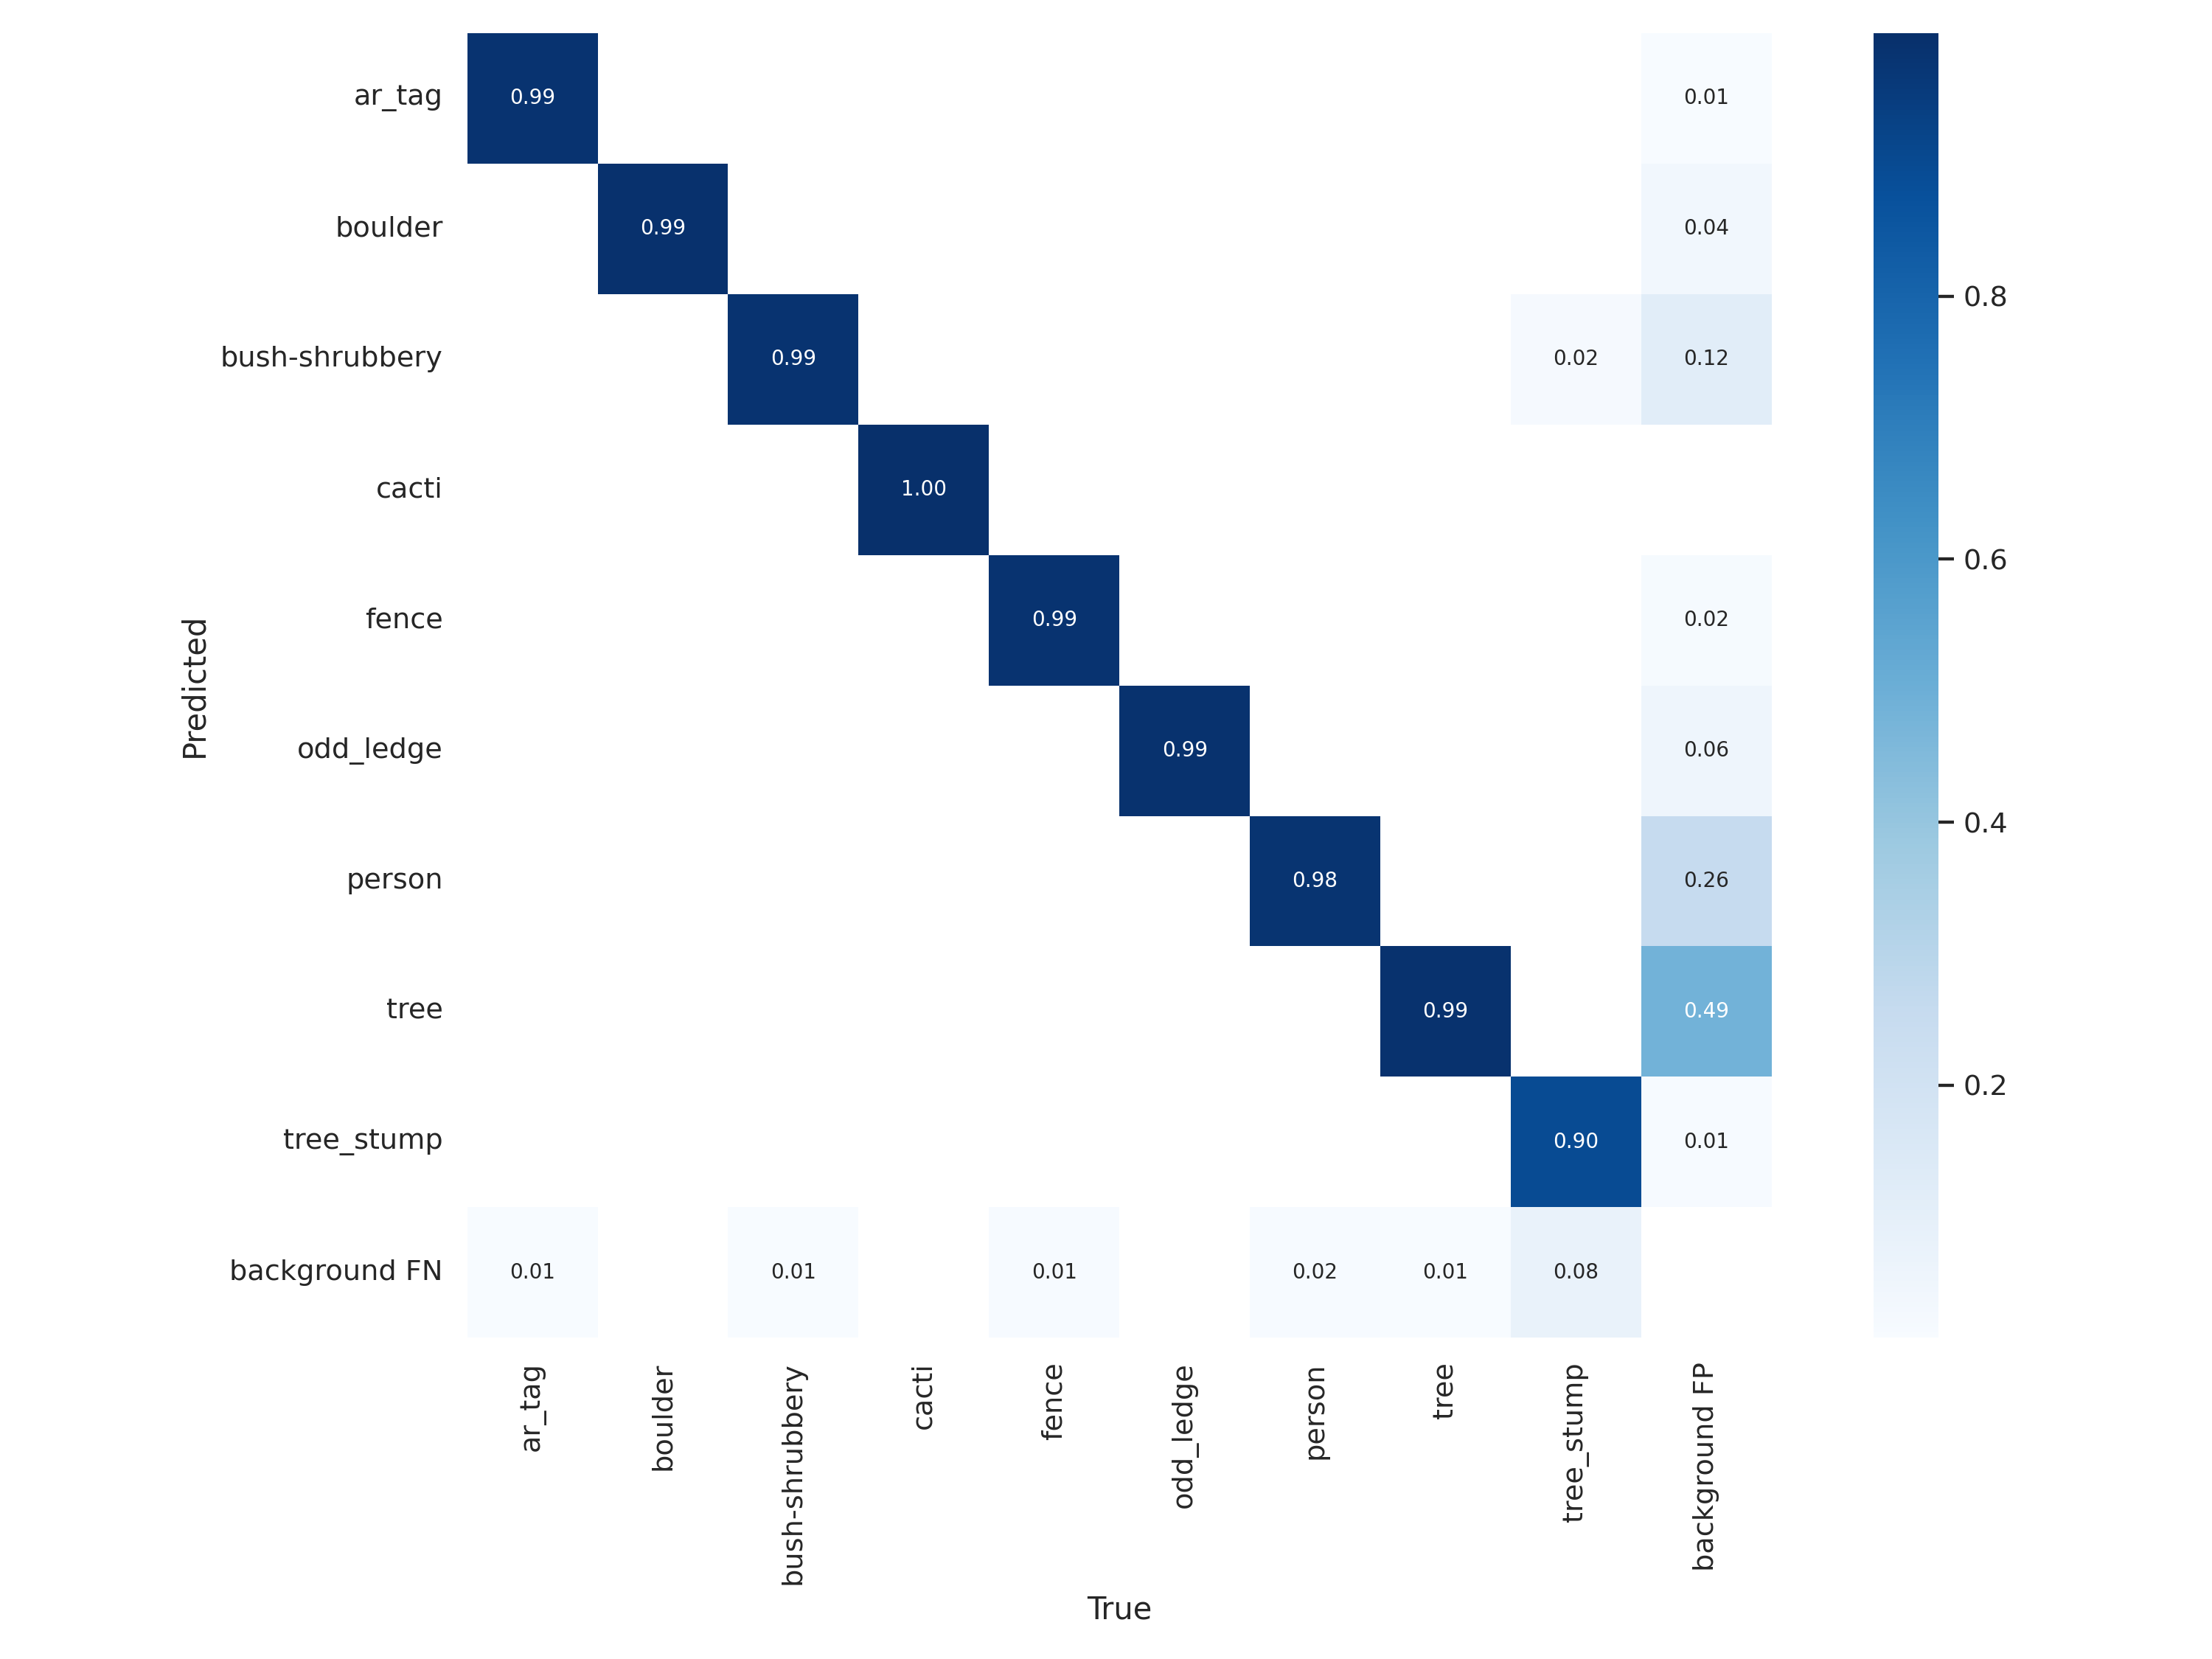 ar_tag 0.99 0.01
boulder 0.99 0.04
bush-shrubbery 0.99 0.02 0.12
0.8
cacti 1.00
fence 0.99 0.02
0.6
Predicted
odd_ledge 0.99 0.06
0.4
person 0.98 0.26
tree 0.99 0.49
0.2
tree_stump 0.90 0.01
background FN 0.01 0.01 0.01 0.02 0.01 0.08
ar_tag
boulder
bush-shrubbery
cacti
fence
odd_ledge
person
tree
tree_stump
background FP
True